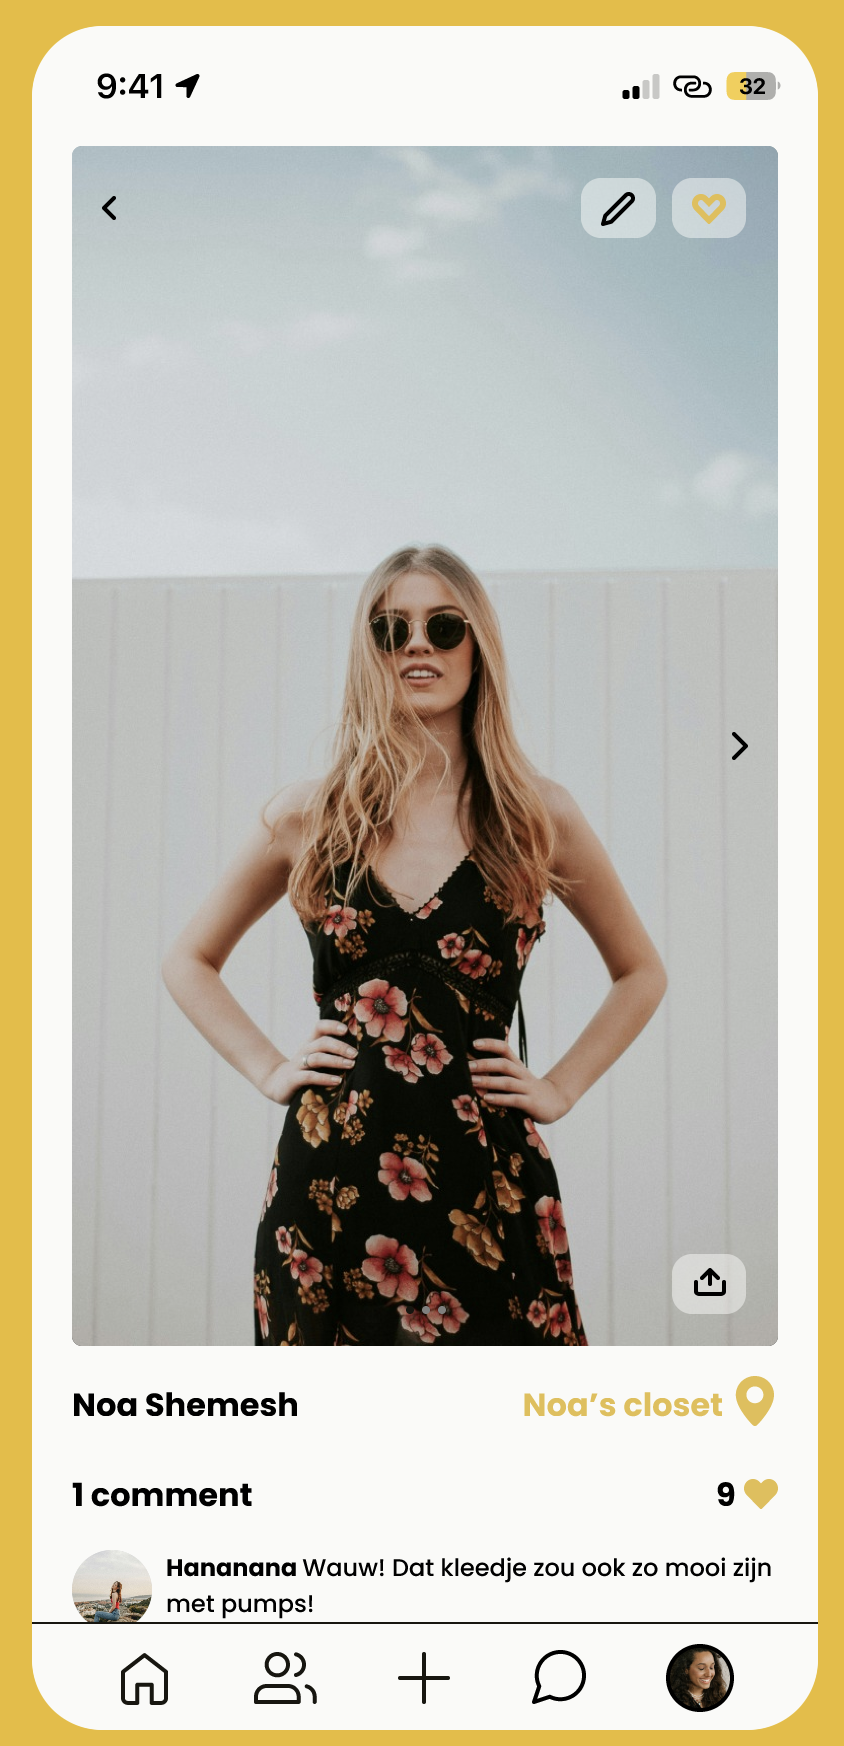 9:41
32
Noa Shemesh
Noa’s closet
1 comment
9
Hananana Wauw! Dat kleedje zou ook zo mooi zijn
met pumps!